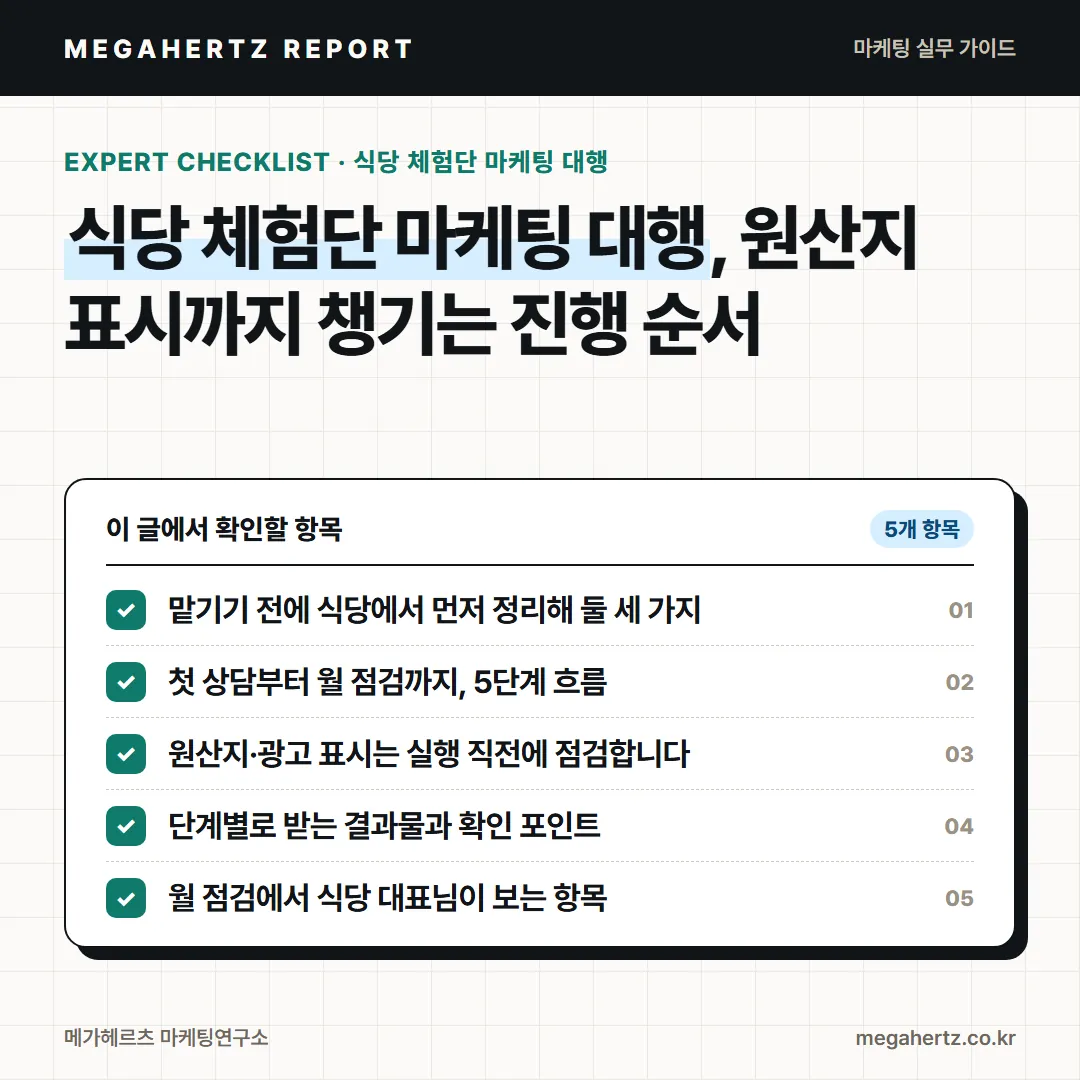 MEGAHERTZ REPORT
마케팅 실무 가이드
EXPERT CHECKLIST · 식당 체험단 마케팅 대행
식당 체험단 마케팅 대행, 원산지
표시까지 챙기는 진행 순서
이 글에서 확인할 항목
5개 항목
맡기기 전에 식당에서 먼저 정리해 둘 세 가지
01
첫 상담부터 월 점검까지, 5단계 흐름
02
원산지·광고 표시는 실행 직전에 점검합니다
03
단계별로 받는 결과물과 확인 포인트
04
월 점검에서 식당 대표님이 보는 항목
05
메가헤르츠 마케팅연구소
megahertz.co.kr